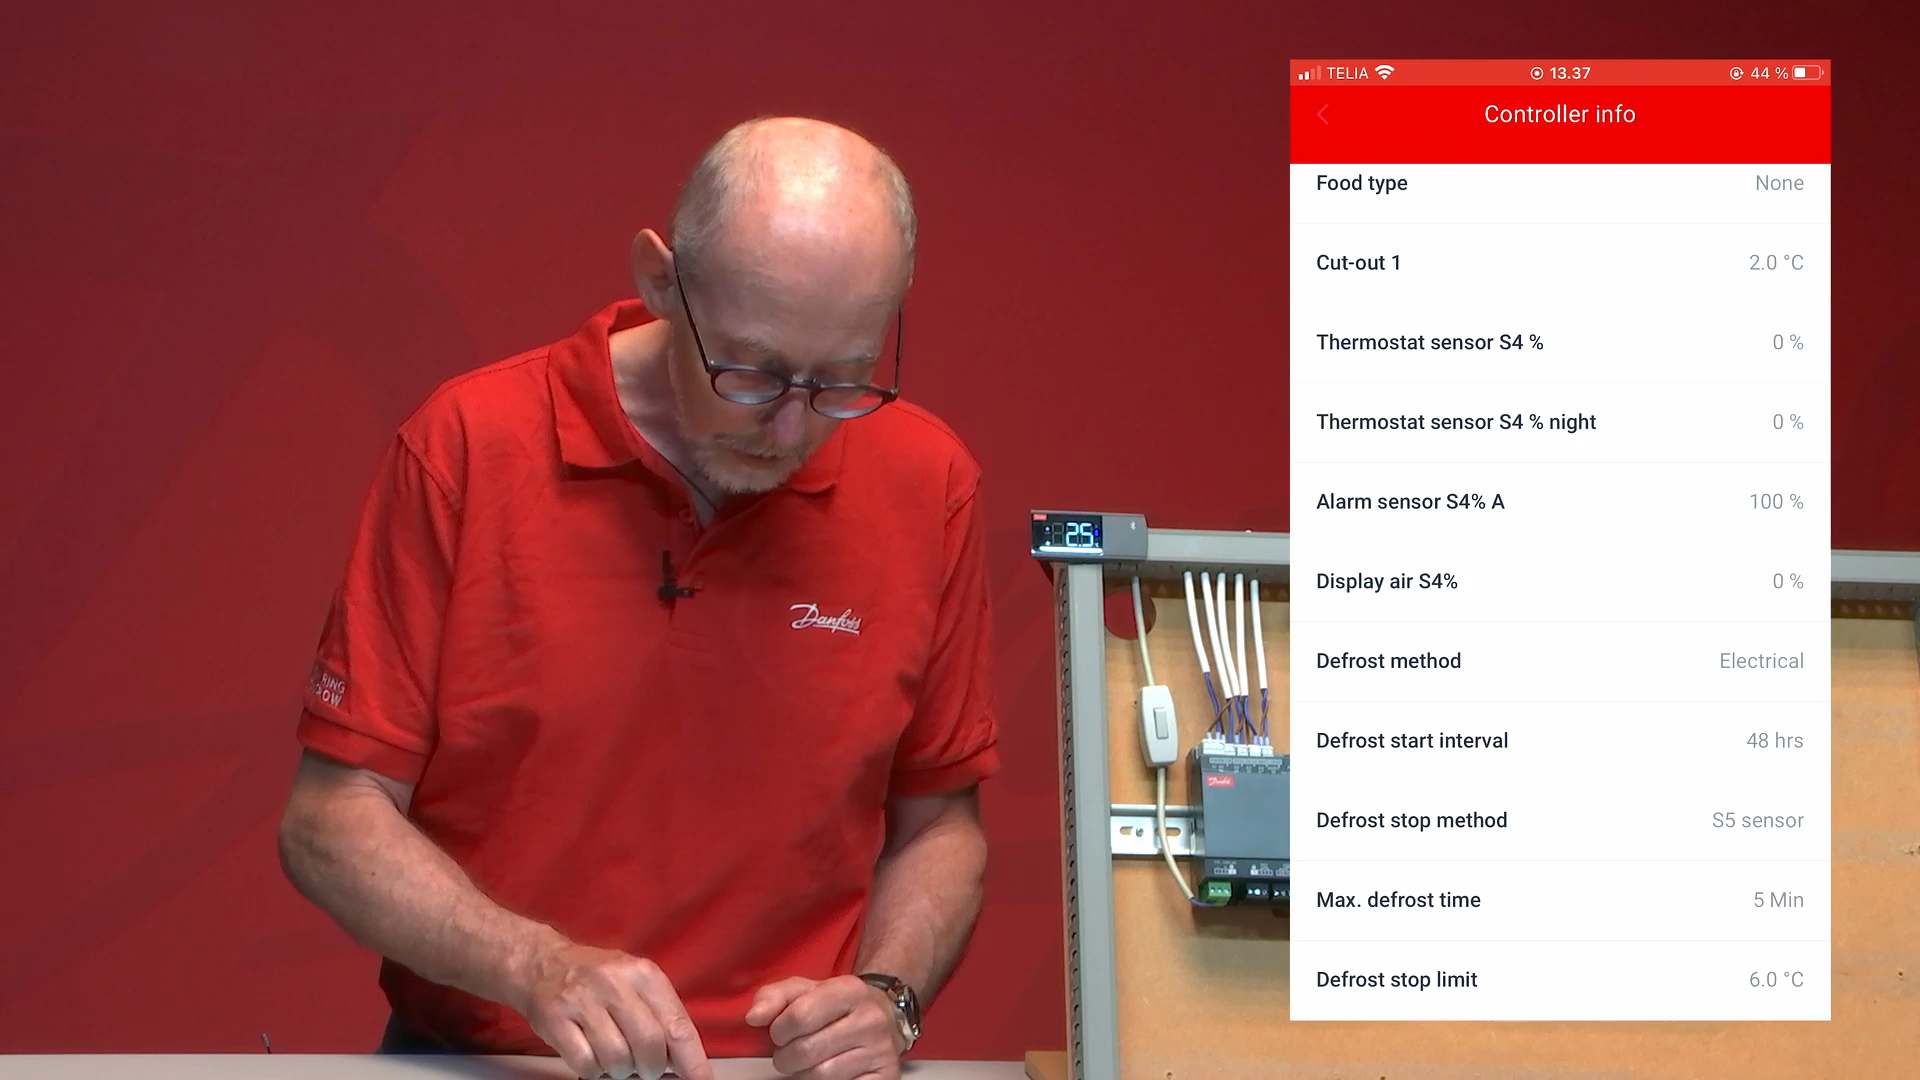 TELIA
13.37
44 %
Controller info
Food type None
Cut-out 1 2.0 °C
Thermostat sensor S4 % 0 %
Thermostat sensor S4 % night 0 %
Alarm sensor S4% A 100 %
Display air S4% 0 %
Defrost method Electrical
Defrost start interval 48 hrs
Defrost stop method S5 sensor
Max. defrost time 5 Min
Defrost stop limit 6.0 °C
Danfoss
25
Danfoss